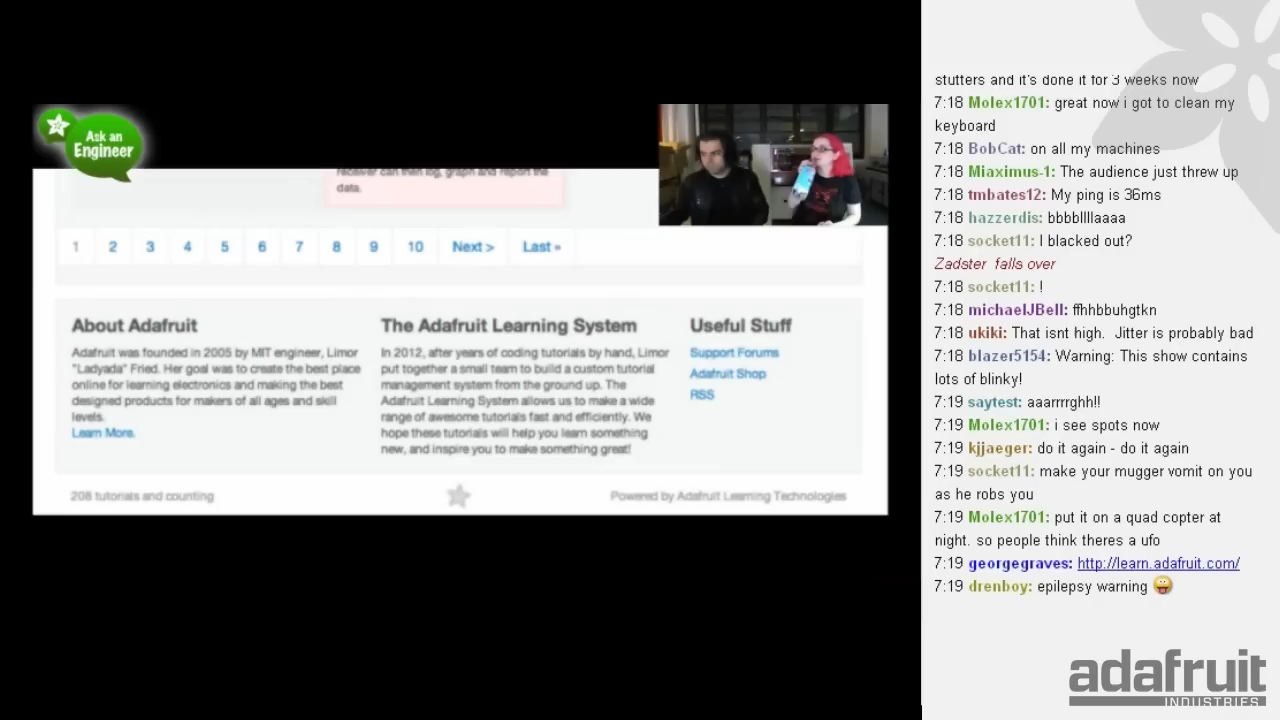 Ask an
Engineer
receiver can then log, graph and report the
data.
1 2 3 4 5 6 7 8 9 10 Next > Last »
About Adafruit
Adafruit was founded in 2005 by MIT engineer, Limor
"Ladyada" Fried. Her goal was to create the best place
online for learning electronics and making the best
designed products for makers of all ages and skill
levels.
Learn More.
The Adafruit Learning System
In 2012, after years of coding tutorials by hand, Limor
put together a small team to build a custom tutorial
management system from the ground up. The
Adafruit Learning System allows us to make a wide
range of awesome tutorials fast and efficiently. We
hope these tutorials will help you learn something
new, and inspire you to make something great!
Useful Stuff
Support Forums
Adafruit Shop
RSS
208 tutorials and counting
Powered by Adafruit Learning Technologies
stutters and it's done it for 3 weeks now
7:18 Molex1701: great now i got to clean my
keyboard
7:18 BobCat: on all my machines
7:18 Miaximus-1: The audience just threw up
7:18 tmbates12: My ping is 36ms
7:18 hazzerdis: bbbbllllaaaa
7:18 socket11: I blacked out?
Zadster falls over
7:18 socket11: !
7:18 michaelJBell: ffhhbbuhgtkn
7:18 ukiki: That isnt high. Jitter is probably bad
7:18 blazer5154: Warning: This show contains
lots of blinky!
7:19 saytest: aaarrrrghh!!
7:19 Molex1701: i see spots now
7:19 kjjaeger: do it again - do it again
7:19 socket11: make your mugger vomit on you
as he robs you
7:19 Molex1701: put it on a quad copter at
night. so people think theres a ufo
7:19 georgegraves: http://learn.adafruit.com/
7:19 drenboy: epilepsy warning
adafruit
INDUSTRIES